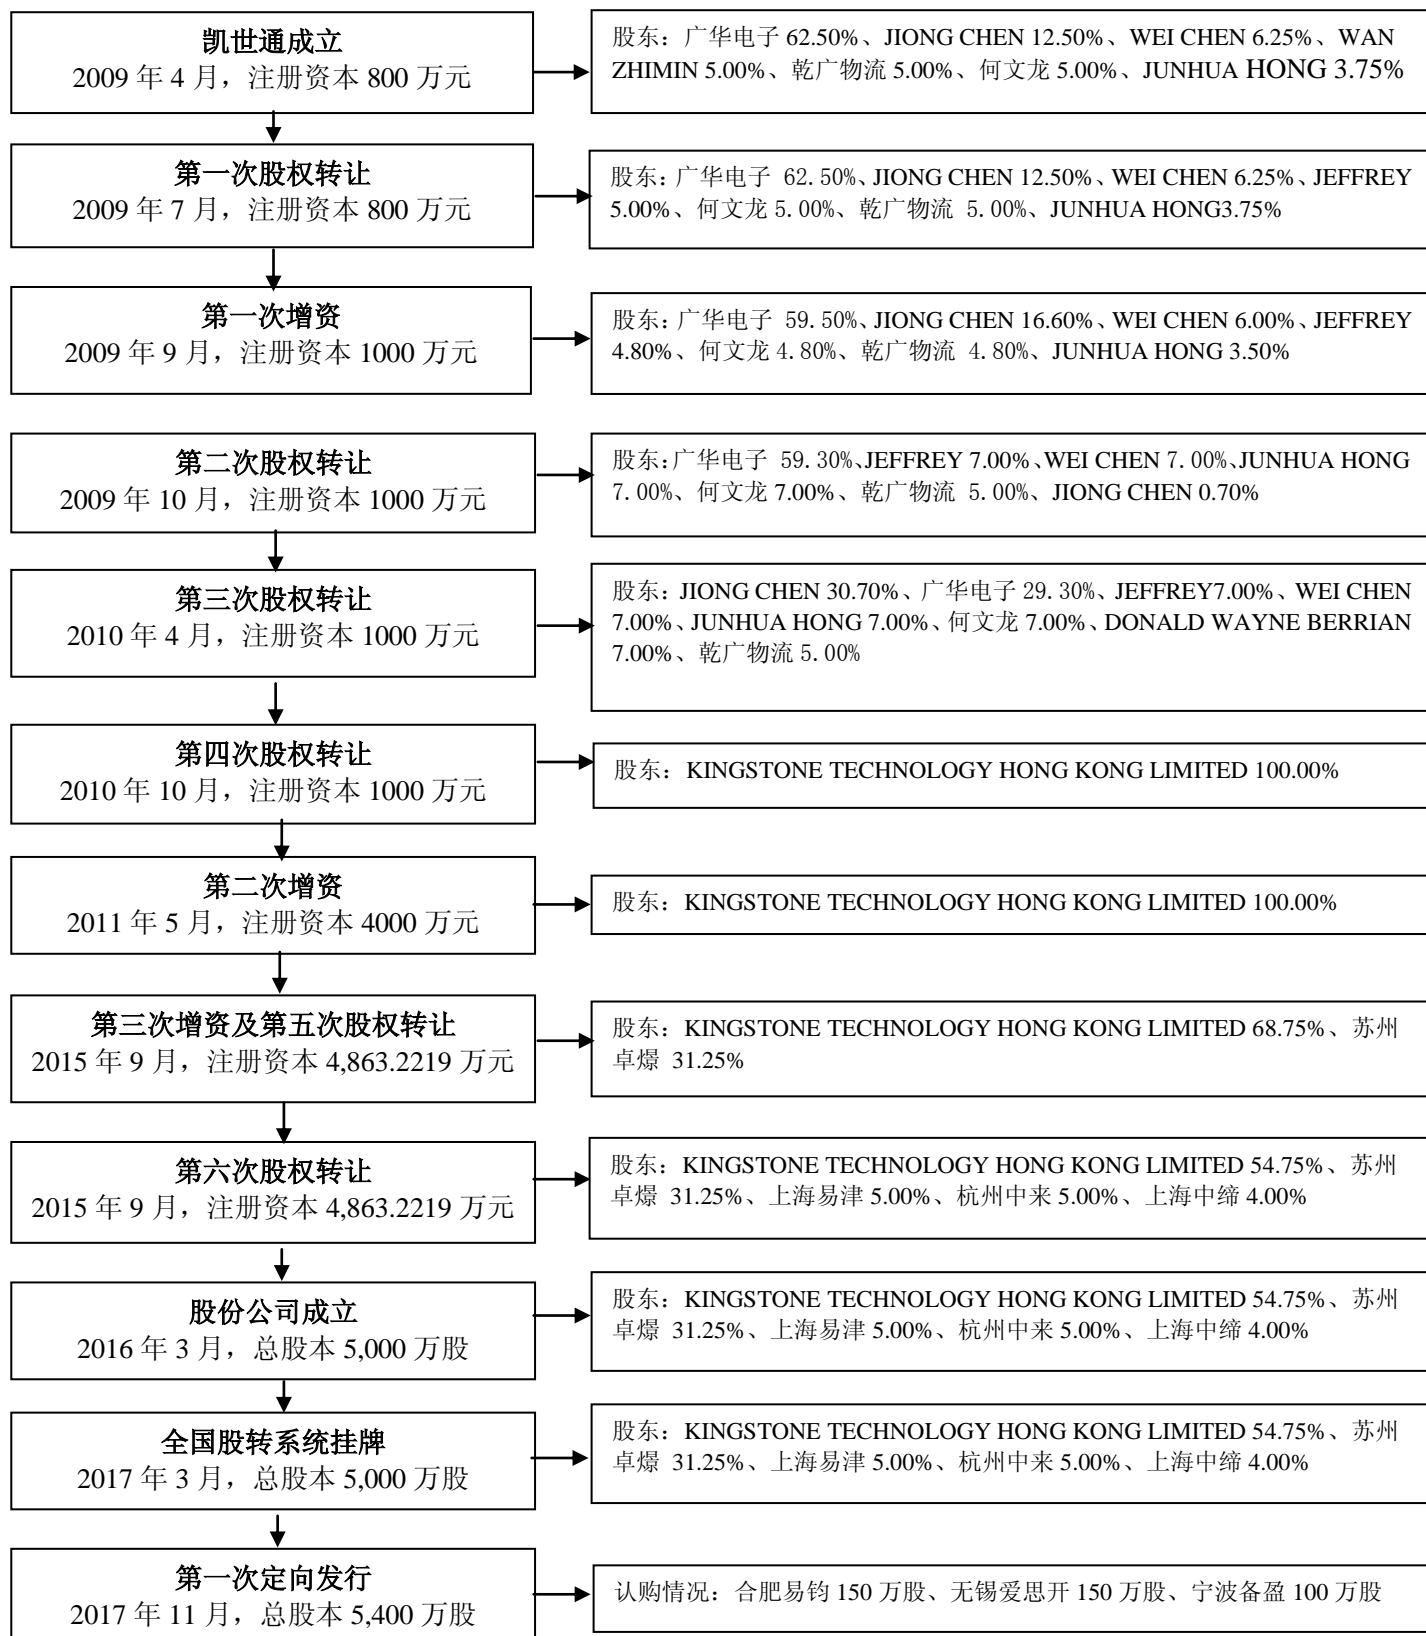 凯世通成立
2009 年 4 月，注册资本 800 万元
股东：广华电子 62.50%、JIONG CHEN 12.50%、WEI CHEN 6.25%、WAN
ZHIMIN 5.00%、乾广物流 5.00%、何文龙 5.00%、JUNHUA HONG 3.75%
第一次股权转让
2009 年 7 月，注册资本 800 万元
股东：广华电子 62.50%、JIONG CHEN 12.50%、WEI CHEN 6.25%、JEFFREY
5.00%、何文龙 5.00%、乾广物流 5.00%、JUNHUA HONG3.75%
第一次增资
2009 年 9 月，注册资本 1000 万元
股东：广华电子 59.50%、JIONG CHEN 16.60%、WEI CHEN 6.00%、JEFFREY
4.80%、何文龙 4.80%、乾广物流 4.80%、JUNHUA HONG 3.50%
第二次股权转让
2009 年 10 月，注册资本 1000 万元
股东：广华电子 59.30%、JEFFREY 7.00%、WEI CHEN 7.00%、JUNHUA HONG
7.00%、何文龙 7.00%、乾广物流 5.00%、JIONG CHEN 0.70%
第三次股权转让
2010 年 4 月，注册资本 1000 万元
股东：JIONG CHEN 30.70%、广华电子 29.30%、JEFFREY7.00%、WEI CHEN
7.00%、JUNHUA HONG 7.00%、何文龙 7.00%、DONALD WAYNE BERRIAN
7.00%、乾广物流 5.00%
第四次股权转让
2010 年 10 月，注册资本 1000 万元
股东：KINGSTONE TECHNOLOGY HONG KONG LIMITED 100.00%
第二次增资
2011 年 5 月，注册资本 4000 万元
股东：KINGSTONE TECHNOLOGY HONG KONG LIMITED 100.00%
第三次增资及第五次股权转让
2015 年 9 月，注册资本 4,863.2219 万元
股东：KINGSTONE TECHNOLOGY HONG KONG LIMITED 68.75%、苏州
卓燝 31.25%
第六次股权转让
2015 年 9 月，注册资本 4,863.2219 万元
股东：KINGSTONE TECHNOLOGY HONG KONG LIMITED 54.75%、苏州
卓燝 31.25%、上海易津 5.00%、杭州中来 5.00%、上海中缔 4.00%
股份公司成立
2016 年 3 月，总股本 5,000 万股
股东：KINGSTONE TECHNOLOGY HONG KONG LIMITED 54.75%、苏州
卓燝 31.25%、上海易津 5.00%、杭州中来 5.00%、上海中缔 4.00%
全国股转系统挂牌
2017 年 3 月，总股本 5,000 万股
股东：KINGSTONE TECHNOLOGY HONG KONG LIMITED 54.75%、苏州
卓燝 31.25%、上海易津 5.00%、杭州中来 5.00%、上海中缔 4.00%
第一次定向发行
2017 年 11 月，总股本 5,400 万股
认购情况：合肥易钧 150 万股、无锡爱思开 150 万股、宁波备盈 100 万股